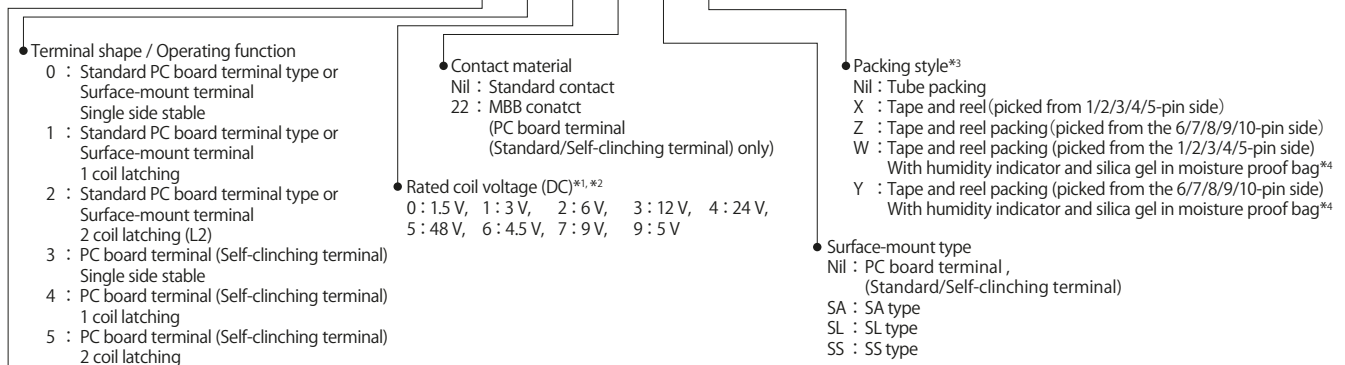 ●Terminal shape / Operating function
0 : Standard PC board terminal type or
Surface-mount terminal
Single side stable
1 : Standard PC board terminal type or
Surface-mount terminal
1 coil latching
2 : Standard PC board terminal type or
Surface-mount terminal
2 coil latching (L2)
3 : PC board terminal (Self-clinching terminal)
Single side stable
4 : PC board terminal (Self-clinching terminal)
1 coil latching
5 : PC board terminal (Self-clinching terminal)
2 coil latching
●Rated coil voltage (DC)*1, *2
0:1.5 V, 1:3 V, 2:6 V, 3:12 V, 4:24 V,
5:48 V, 6:4.5 V, 7:9 V, 9:5 V
●Contact material
Nil : Standard contact
22 : MBB conatct
(PC board terminal
(Standard/Self-clinching terminal) only)
●Surface-mount type
Nil : PC board terminal ,
(Standard/Self-clinching terminal)
SA : SA type
SL : SL type
SS : SS type
●Packing style*3
Nil : Tube packing
X : Tape and reel(picked from 1/2/3/4/5-pin side)
Z : Tape and reel packing(picked from the 6/7/8/9/10-pin side)
W : Tape and reel packing (picked from the 1/2/3/4/5-pin side)
With humidity indicator and silica gel in moisture proof bag*4
Y : Tape and reel packing (picked from the 6/7/8/9/10-pin side)
With humidity indicator and silica gel in moisture proof bag*4